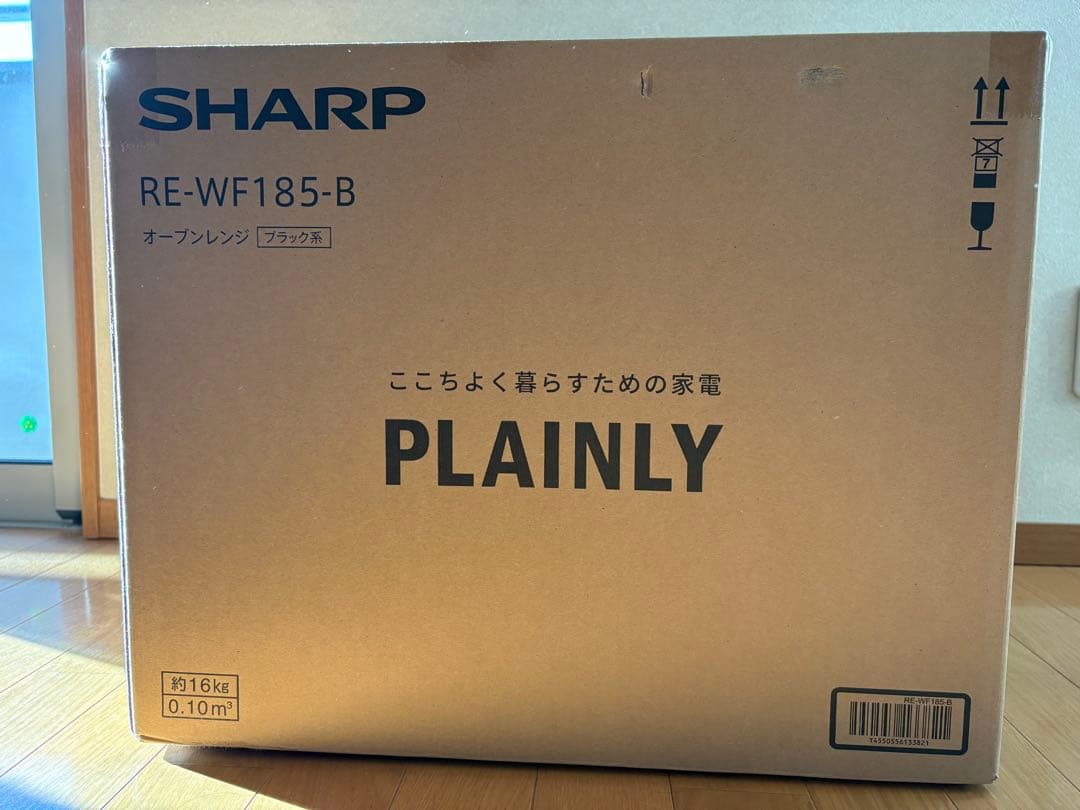 SHARP
RE-WF185-B
オーブンレンジ ブラック系
7
ここちよく暮らすための家電
PLAINLY
約16kg
0.10m³
RE-WF185-B
T4550556133821